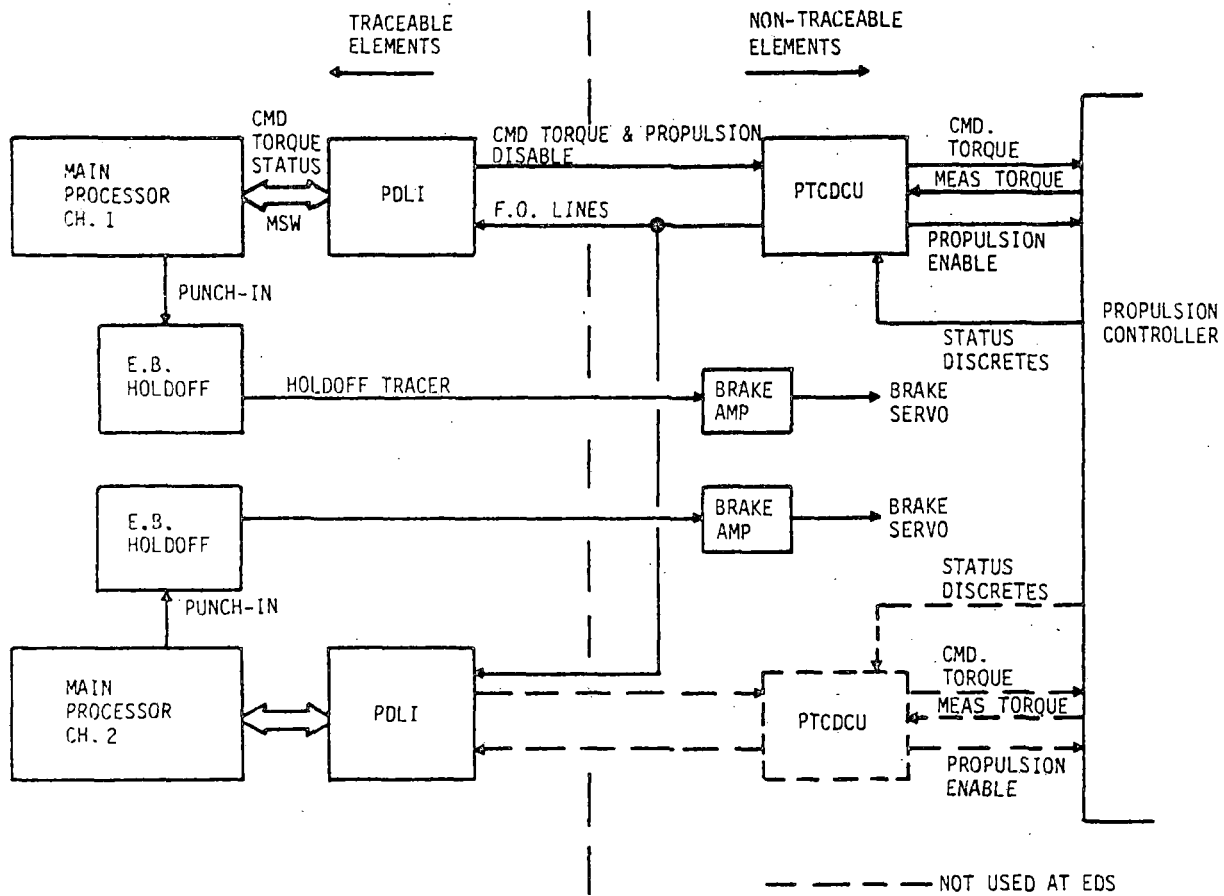 TRACEABLE
ELEMENTS
NON-TRACEABLE
ELEMENTS
MAIN
PROCESSOR
CH. 1
CMD
TORQUE
STATUS
MSW
PDLI
CMD TORQUE & PROPULSION
DISABLE
F.O. LINES
PTCDCU
CMD.
TORQUE
MEAS TORQUE
PROPULSION
ENABLE
STATUS
DISCRETES
PROPULSION
CONTROLLER
PUNCH-IN
E.B.
HOLDOFF
HOLDOFF TRACER
BRAKE
AMP
BRAKE
SERVO
E.B.
HOLDOFF
BRAKE
AMP
BRAKE
SERVO
PUNCH-IN
STATUS
DISCRETES
MAIN
PROCESSOR
CH. 2
PDLI
PTCDCU
CMD.
TORQUE
MEAS TORQUE
PROPULSION
ENABLE
NOT USED AT EDS